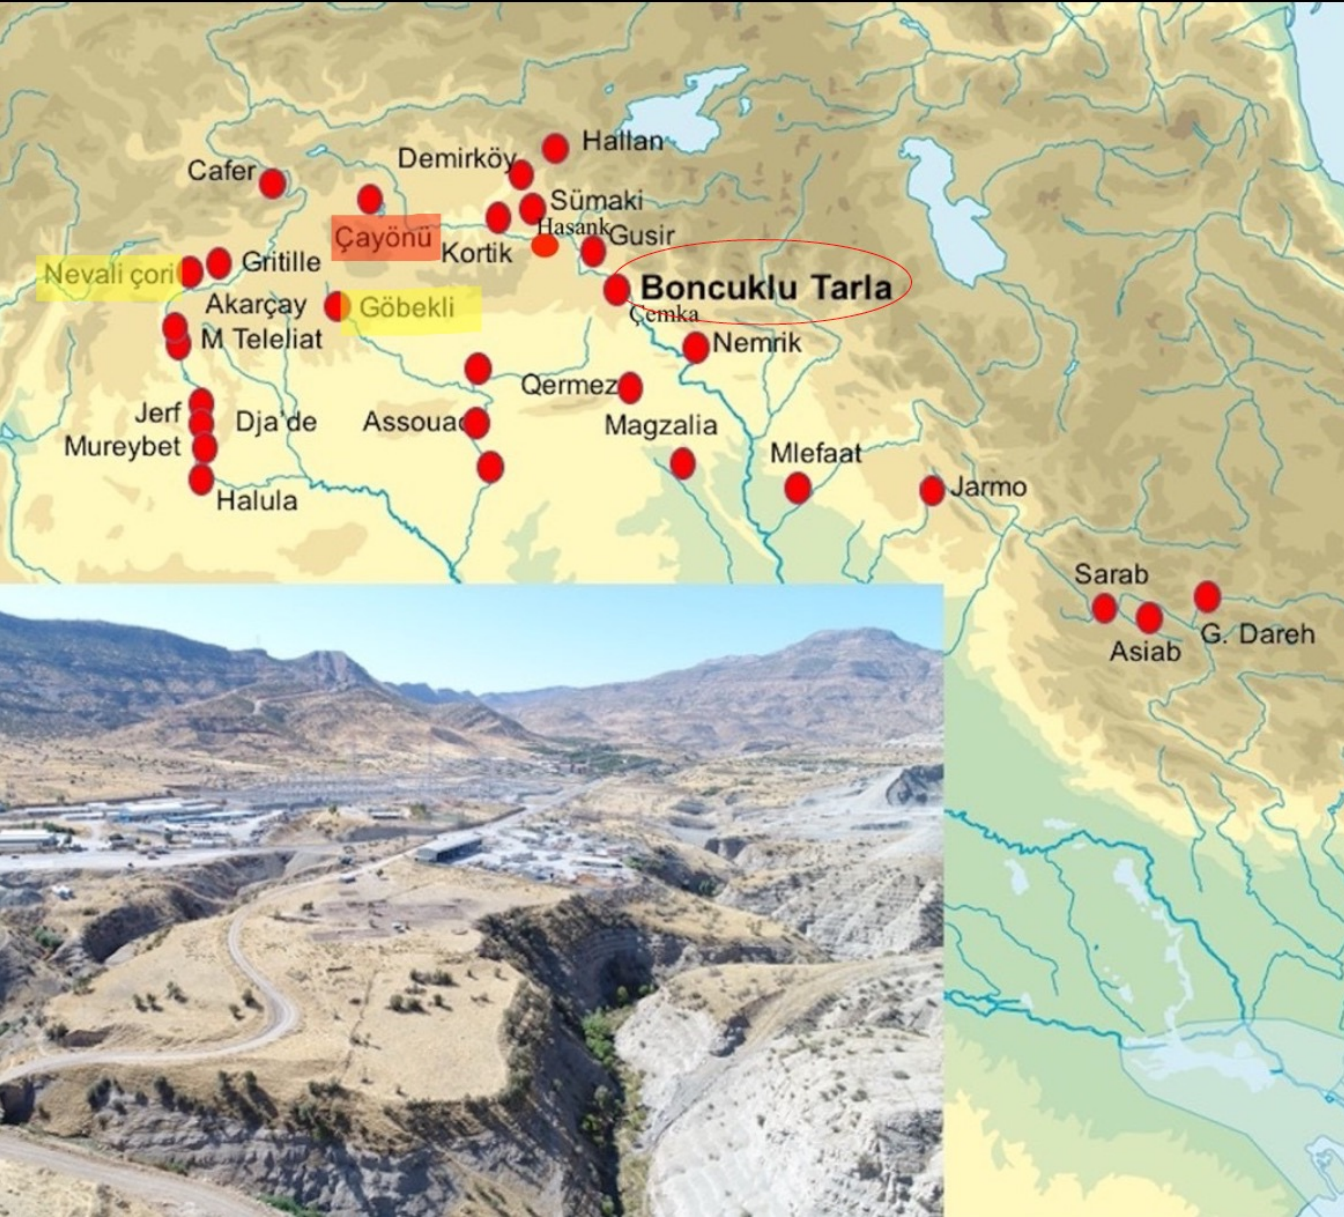 Hallan
Demirköy
Cafer
Sümaki
Hasank
Gusir
Çayönü
Kortik
Gritille
Nevali çori
Boncuklu Tarla
Akarçay
Göbekli
Çemka
M Teleliat
Nemrik
Qermez
Jerf
Dja'de
Assouad
Magzalia
Mureybet
Mlefaat
Jarmo
Halula
Sarab
G. Dareh
Asiab